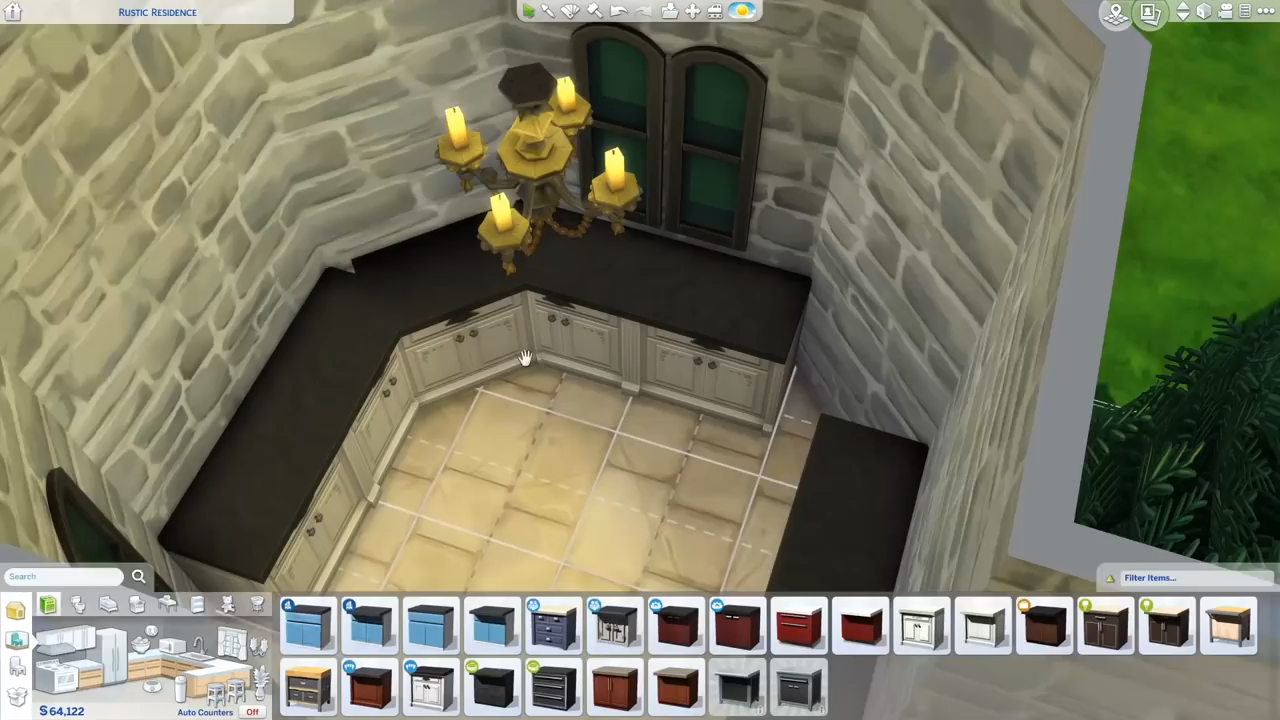 RUSTIC RESIDENCE
Search
Filter Items...
$64,122
Auto Counters Off